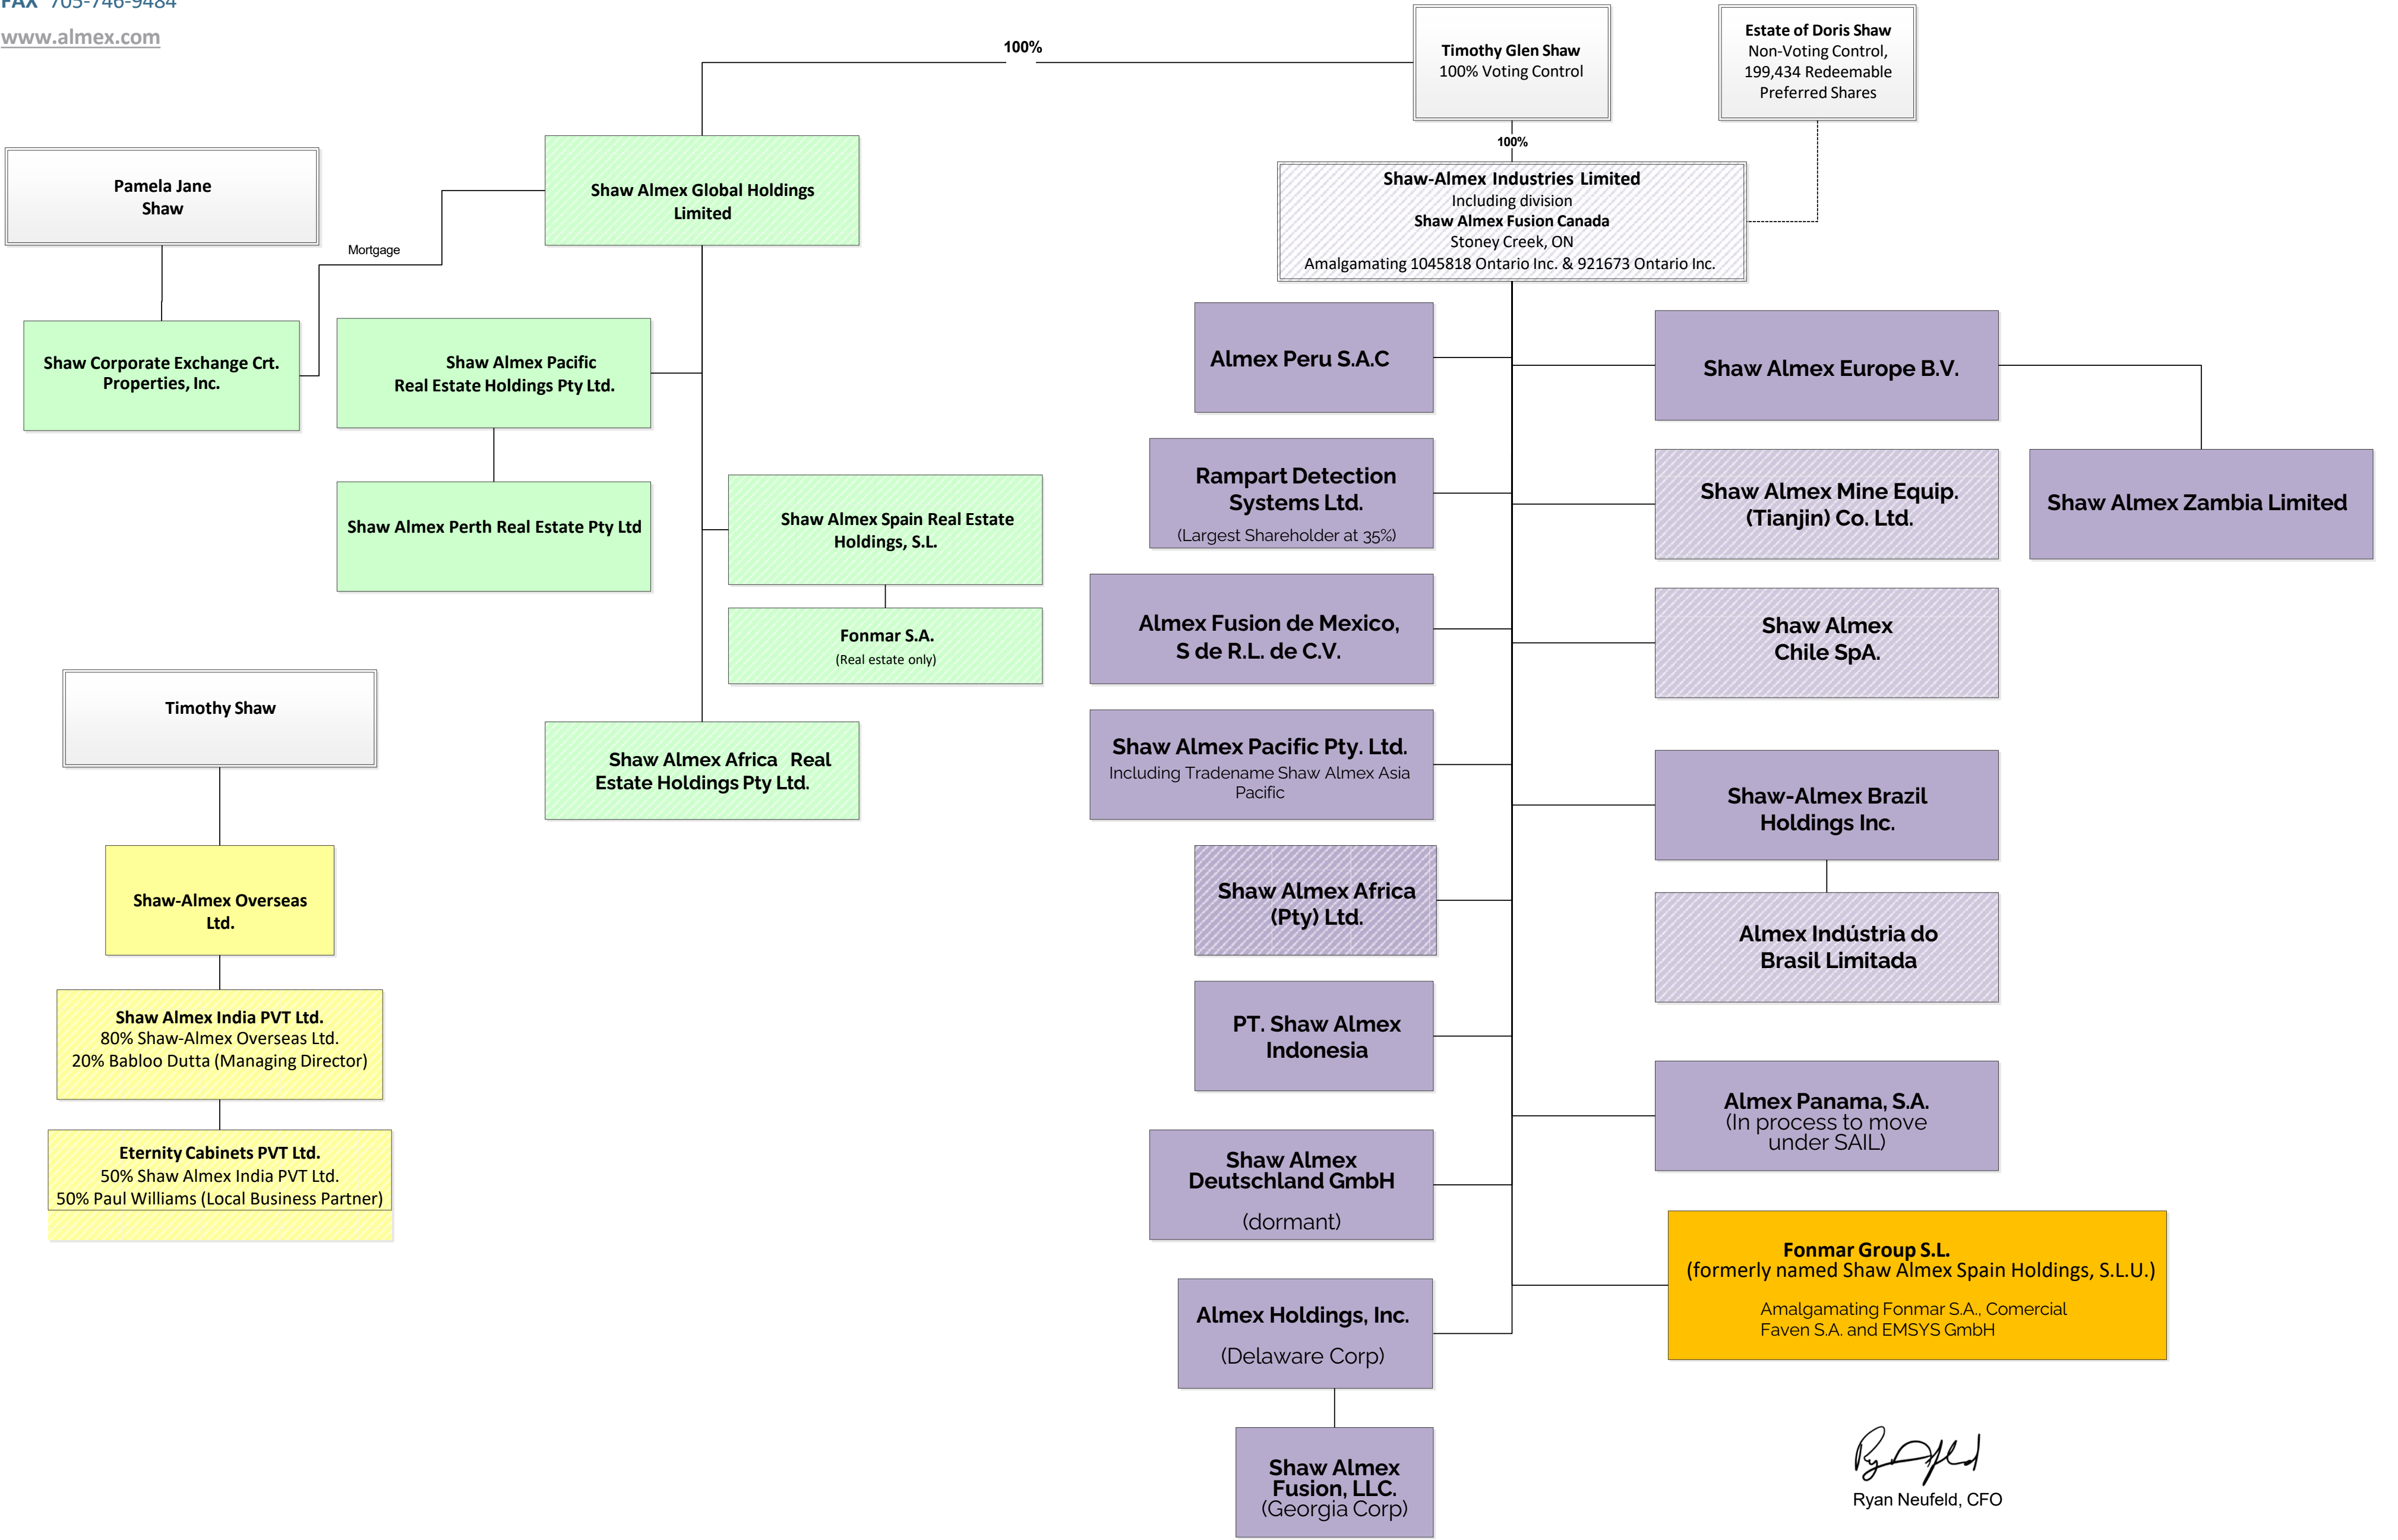 FAX 705-746-9484
www.almex.com
100%
Timothy Glen Shaw
100% Voting Control
Estate of Doris Shaw
Non-Voting Control,
199,434 Redeemable
Preferred Shares
100%
Pamela Jane
Shaw
Shaw Almex Global Holdings
Limited
Shaw-Almex Industries Limited
Including division
Shaw Almex Fusion Canada
Stoney Creek, ON
Amalgamating 1045818 Ontario Inc. & 921673 Ontario Inc.
Mortgage
Shaw Corporate Exchange Crt.
Properties, Inc.
Shaw Almex Pacific
Real Estate Holdings Pty Ltd.
Almex Peru S.A.C
Shaw Almex Europe B.V.
Shaw Almex Perth Real Estate Pty Ltd
Shaw Almex Spain Real Estate
Holdings, S.L.
Rampart Detection
Systems Ltd.
(Largest Shareholder at 35%)
Shaw Almex Mine Equip.
(Tianjin) Co. Ltd.
Shaw Almex Zambia Limited
Fonmar S.A.
(Real estate only)
Almex Fusion de Mexico,
S de R.L. de C.V.
Shaw Almex
Chile SpA.
Timothy Shaw
Shaw Almex Africa Real
Estate Holdings Pty Ltd.
Shaw Almex Pacific Pty. Ltd.
Including Tradename Shaw Almex Asia
Pacific
Shaw-Almex Brazil
Holdings Inc.
Shaw-Almex Overseas
Ltd.
Shaw Almex Africa
(Pty) Ltd.
Almex Indústria do
Brasil Limitada
Shaw Almex India PVT Ltd.
80% Shaw-Almex Overseas Ltd.
20% Babloo Dutta (Managing Director)
PT. Shaw Almex
Indonesia
Almex Panama, S.A.
(In process to move
under SAIL)
Eternity Cabinets PVT Ltd.
50% Shaw Almex India PVT Ltd.
50% Paul Williams (Local Business Partner)
Shaw Almex
Deutschland GmbH
(dormant)
Fonmar Group S.L.
(formerly named Shaw Almex Spain Holdings, S.L.U.)
Amalgamating Fonmar S.A., Comercial
Faven S.A. and EMSYS GmbH
Almex Holdings, Inc.
(Delaware Corp)
Shaw Almex
Fusion, LLC.
(Georgia Corp)
Ryan Neufeld, CFO